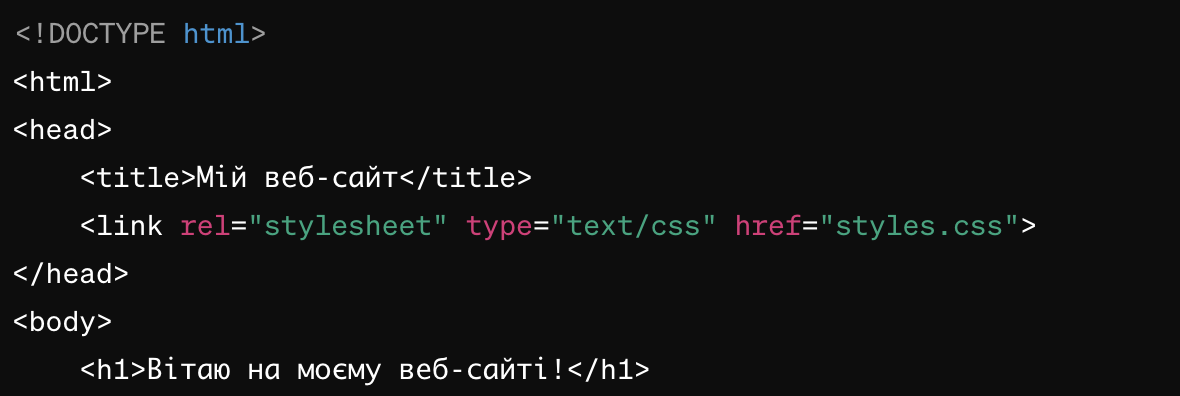 <!DOCTYPE html>
<html>
<head>
    <title>Мій веб-сайт</title>
    <link rel="stylesheet" type="text/css" href="styles.css">
</head>
<body>
    <h1>Вітаю на моєму веб-сайті!</h1>